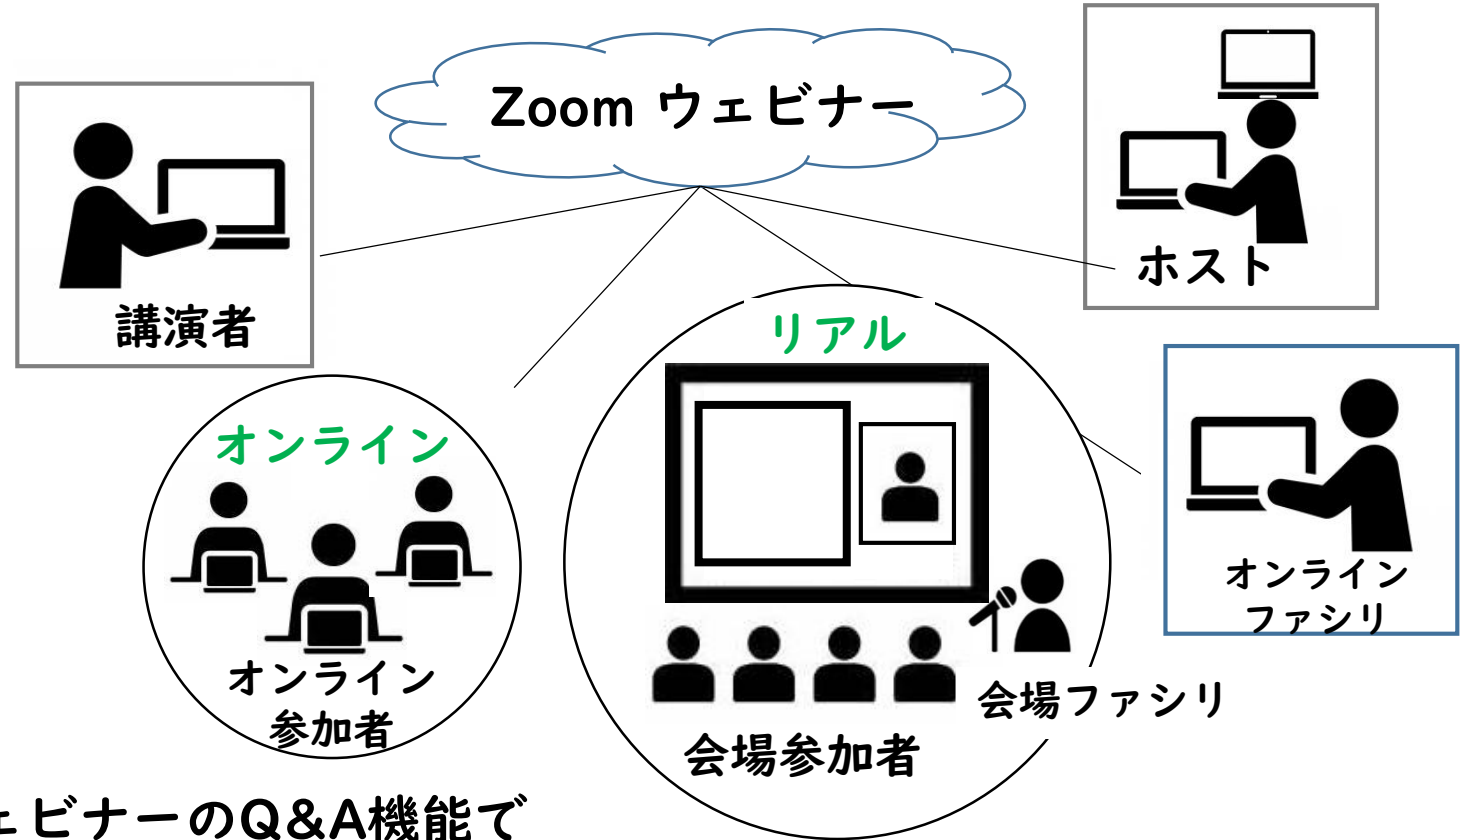 Zoom ウェビナー
講演者
ホスト
リアル
オンライン
オンライン
参加者
会場参加者
会場ファシリ
オンライン
ファシリ
ェビナーのQ&A機能で